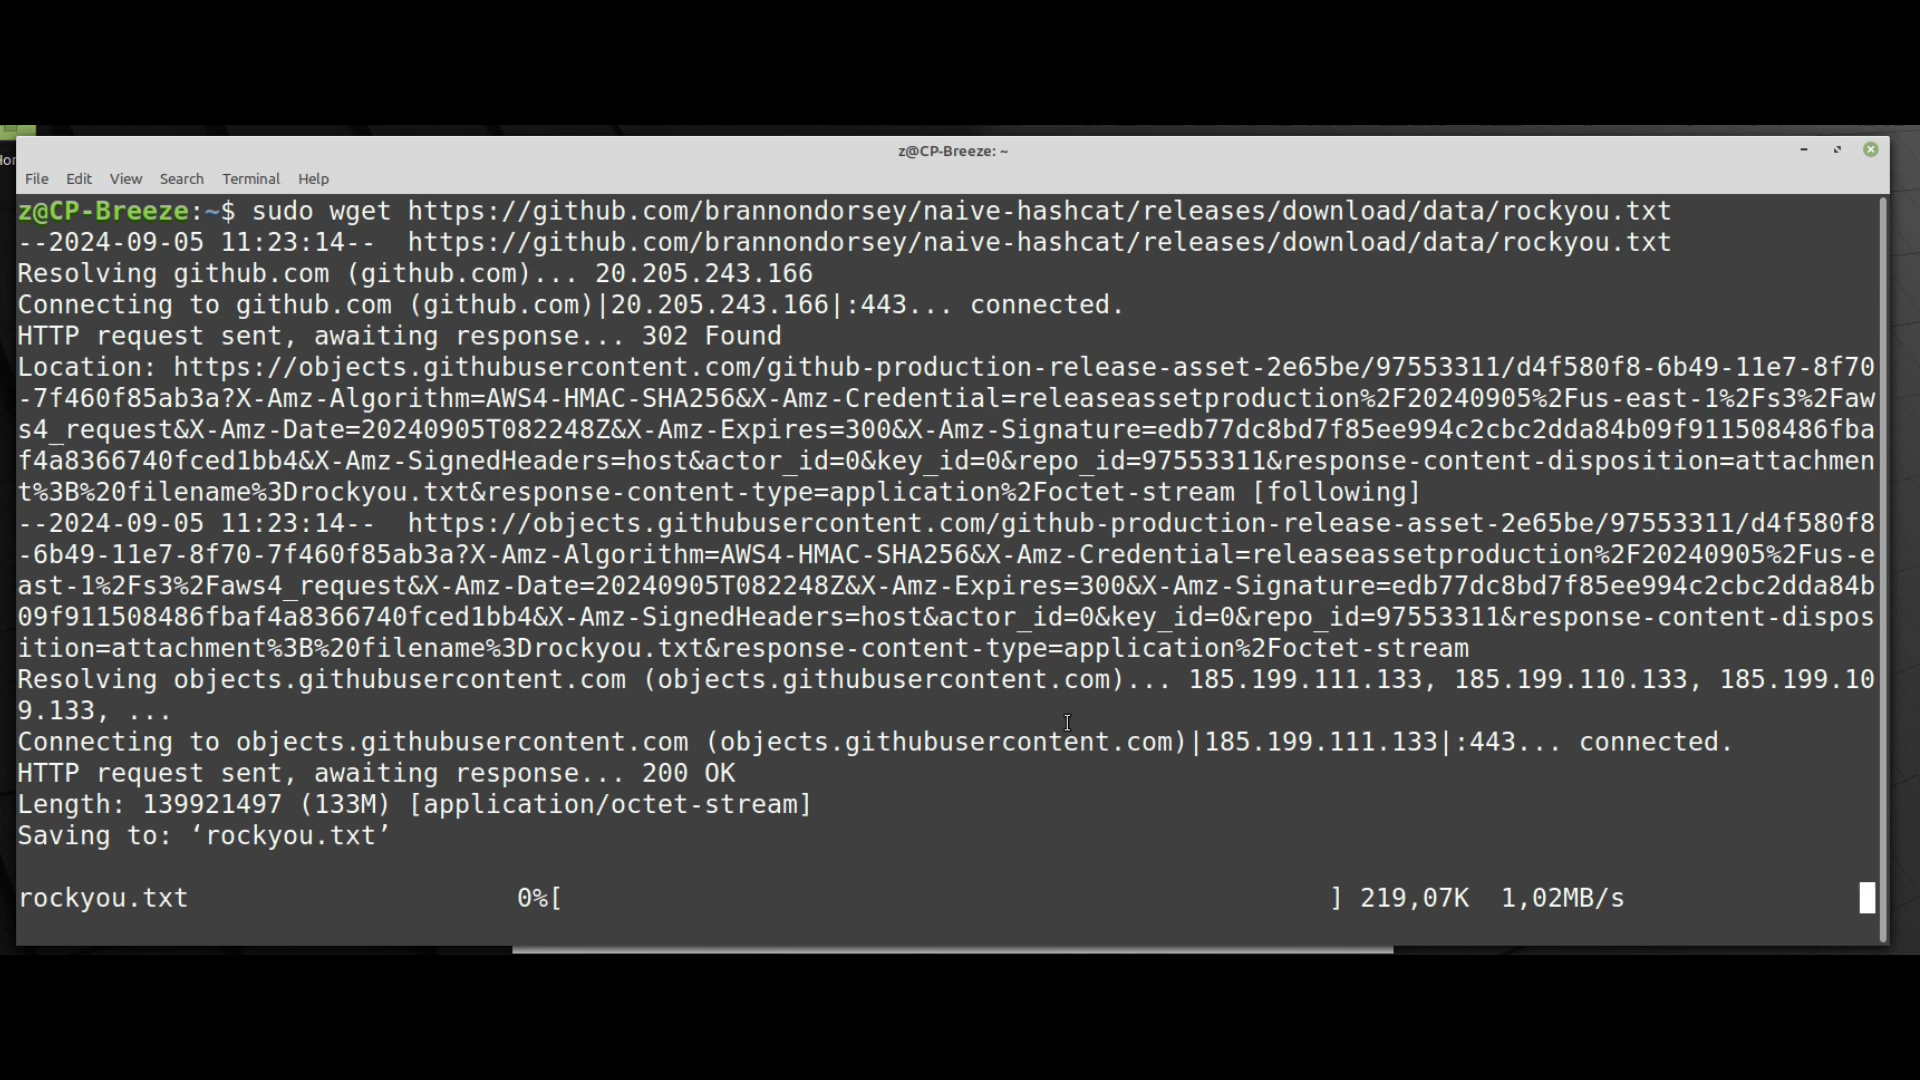 z@CP-Breeze: ~
Hor
File Edit View Search Terminal Help
z@CP-Breeze:~$ sudo wget https://github.com/brannondorsey/naive-hashcat/releases/download/data/rockyou.txt
--2024-09-05 11:23:14--  https://github.com/brannondorsey/naive-hashcat/releases/download/data/rockyou.txt
Resolving github.com (github.com)... 20.205.243.166
Connecting to github.com (github.com)|20.205.243.166|:443... connected.
HTTP request sent, awaiting response... 302 Found
Location: https://objects.githubusercontent.com/github-production-release-asset-2e65be/97553311/d4f580f8-6b49-11e7-8f70
-7f460f85ab3a?X-Amz-Algorithm=AWS4-HMAC-SHA256&X-Amz-Credential=releaseassetproduction%2F20240905%2Fus-east-1%2Fs3%2Faw
s4_request&X-Amz-Date=20240905T082248Z&X-Amz-Expires=300&X-Amz-Signature=edb77dc8bd7f85ee994c2cbc2dda84b09f911508486fba
f4a8366740fced1bb4&X-Amz-SignedHeaders=host&actor_id=0&key_id=0&repo_id=97553311&response-content-disposition=attachmen
t%3B%20filename%3Drockyou.txt&response-content-type=application%2Foctet-stream [following]
--2024-09-05 11:23:14--  https://objects.githubusercontent.com/github-production-release-asset-2e65be/97553311/d4f580f8
-6b49-11e7-8f70-7f460f85ab3a?X-Amz-Algorithm=AWS4-HMAC-SHA256&X-Amz-Credential=releaseassetproduction%2F20240905%2Fus-e
ast-1%2Fs3%2Faws4_request&X-Amz-Date=20240905T082248Z&X-Amz-Expires=300&X-Amz-Signature=edb77dc8bd7f85ee994c2cbc2dda84b
09f911508486fbaf4a8366740fced1bb4&X-Amz-SignedHeaders=host&actor_id=0&key_id=0&repo_id=97553311&response-content-dispos
ition=attachment%3B%20filename%3Drockyou.txt&response-content-type=application%2Foctet-stream
Resolving objects.githubusercontent.com (objects.githubusercontent.com)... 185.199.111.133, 185.199.110.133, 185.199.10
9.133, ...
Connecting to objects.githubusercontent.com (objects.githubusercontent.com)|185.199.111.133|:443... connected.
HTTP request sent, awaiting response... 200 OK
Length: 139921497 (133M) [application/octet-stream]
Saving to: ‘rockyou.txt’
rockyou.txt 0%[ ] 219,07K 1,02MB/s